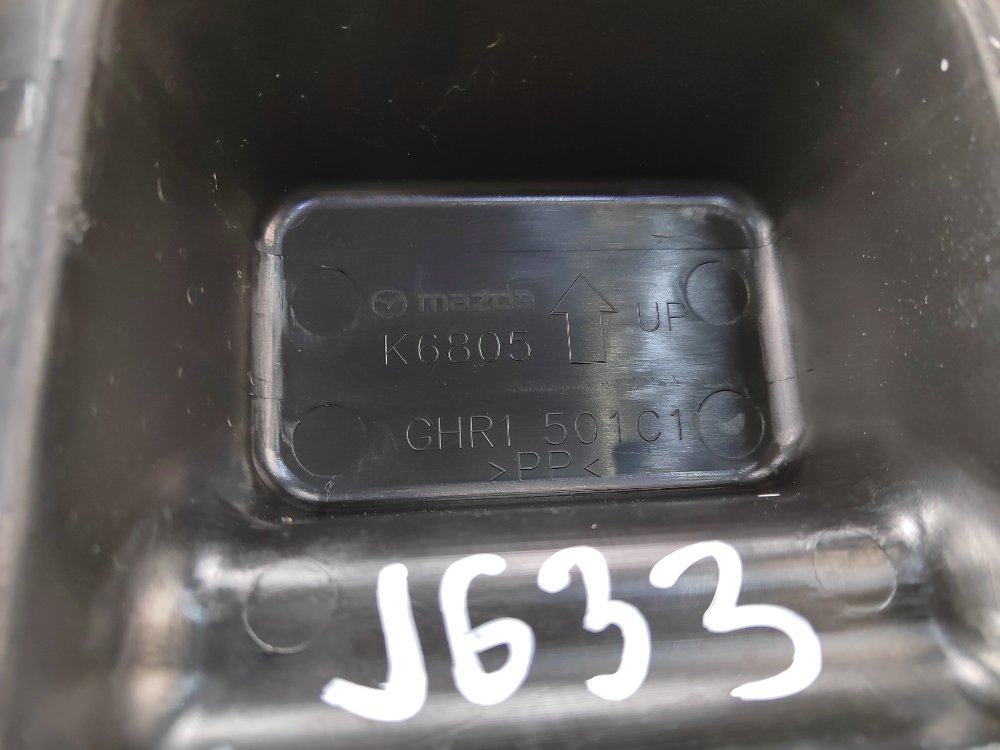 mazda
K6805
UP
GHR1 501C1
>PP<
J633